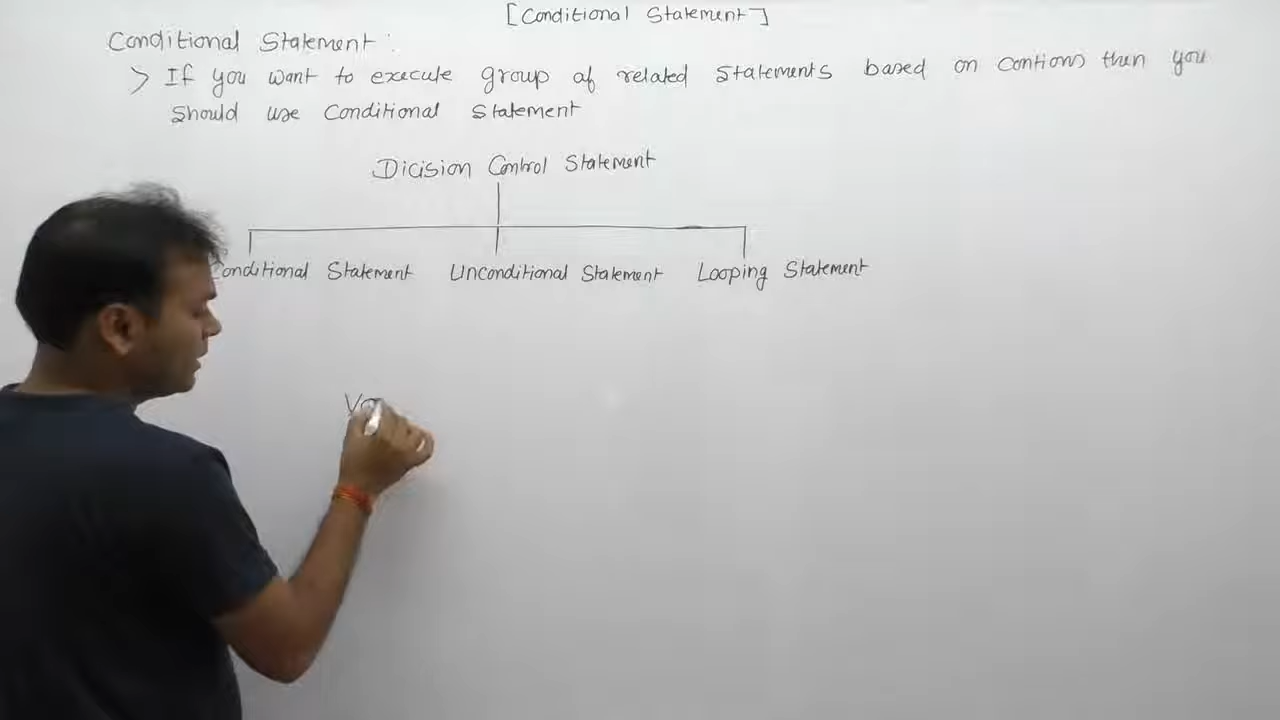 [Conditional Statement]
Conditional Statement:
> If you want to execute group of related statements based on contions then you
should use Conditional Statement
Dicision Control Statement
Conditional Statement Unconditional Statement Looping Statement